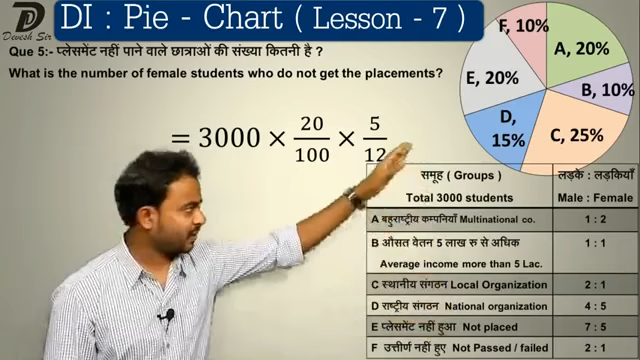 DI : Pie - Chart ( Lesson - 7 )
Devesh Sir
Que 5:- प्लेसमेंट नहीं पाने वाले छात्राओं की संख्या कितनी है ?
What is the number of female students who do not get the placements?
= 3000 × 20/100 × 5/12
F, 10%
A, 20%
B, 10%
C, 25%
D, 15%
E, 20%
समूह ( Groups )
Total 3000 students
लड़के : लड़कियाँ
Male : Female
A बहुराष्ट्रीय कम्पनियाँ Multinational co. 1 : 2
B औसत वेतन 5 लाख रु से अधिक
Average income more than 5 Lac. 1 : 1
C स्थानीय संगठन Local Organization 2 : 1
D राष्ट्रीय संगठन National organization 4 : 5
E प्लेसमेंट नहीं हुआ Not placed 7 : 5
F उत्तीर्ण नहीं हुए Not Passed / failed 2 : 1